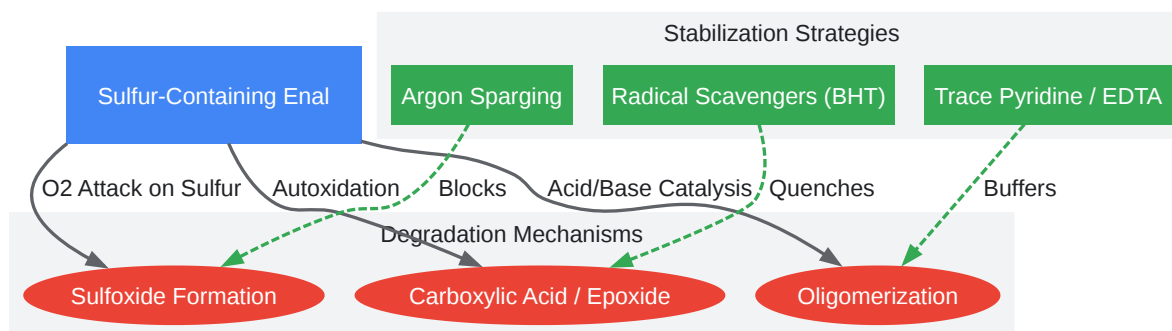 Stabilization Strategies
Sulfur-Containing Enal
Argon Sparging
Radical Scavengers (BHT)
Trace Pyridine / EDTA
O2 Attack on Sulfur
Autoxidation
Blocks
Acid/Base Catalysis
Quenches
Buffers
Degradation Mechanisms
Sulfoxide Formation
Carboxylic Acid / Epoxide
Oligomerization